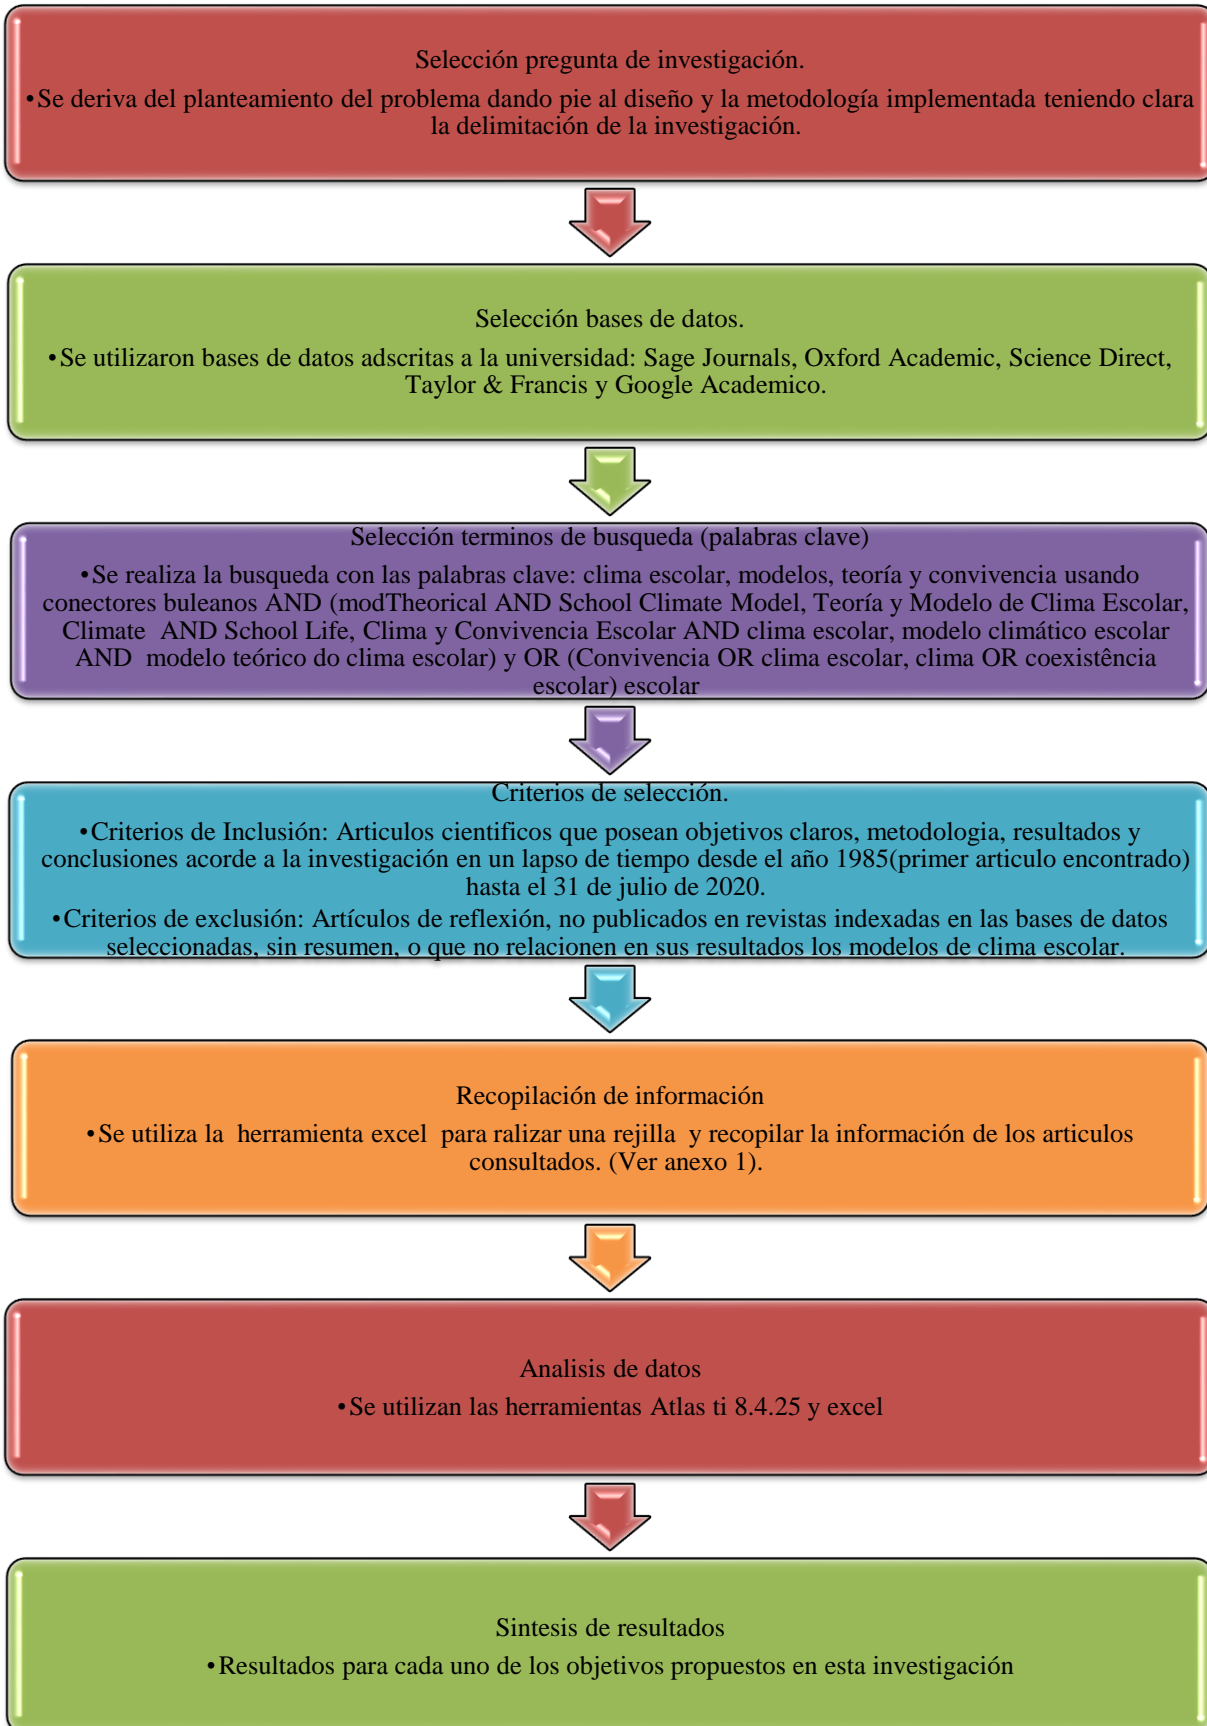 Selección pregunta de investigación.
•Se deriva del planteamiento del problema dando pie al diseño y la metodología implementada teniendo clara
la delimitación de la investigación.
Selección bases de datos.
•Se utilizaron bases de datos adscritas a la universidad: Sage Journals, Oxford Academic, Science Direct,
Taylor & Francis y Google Academico.
Selección terminos de busqueda (palabras clave)
•Se realiza la busqueda con las palabras clave: clima escolar, modelos, teoría y convivencia usando
conectores buleanos AND (modTheorical AND School Climate Model, Teoría y Modelo de Clima Escolar,
Climate AND School Life, Clima y Convivencia Escolar AND clima escolar, modelo climático escolar
AND modelo teórico do clima escolar) y OR (Convivencia OR clima escolar, clima OR coexistência
escolar) escolar
Criterios de selección.
•Criterios de Inclusión: Articulos cientificos que posean objetivos claros, metodologia, resultados y
conclusiones acorde a la investigación en un lapso de tiempo desde el año 1985(primer articulo encontrado)
hasta el 31 de julio de 2020.
•Criterios de exclusión: Artículos de reflexión, no publicados en revistas indexadas en las bases de datos
seleccionadas, sin resumen, o que no relacionen en sus resultados los modelos de clima escolar.
Recopilación de información
•Se utiliza la herramienta excel para ralizar una rejilla y recopilar la información de los articulos
consultados. (Ver anexo 1).
Analisis de datos
•Se utilizan las herramientas Atlas ti 8.4.25 y excel
Sintesis de resultados
•Resultados para cada uno de los objetivos propuestos en esta investigación